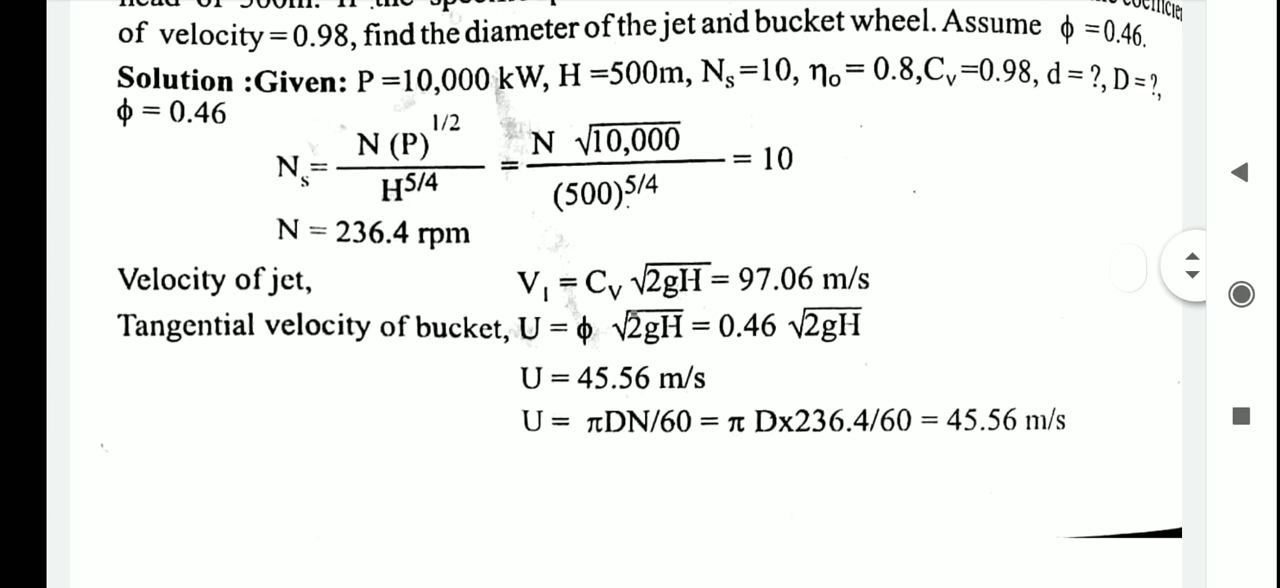 of velocity = 0.98, find the diameter of the jet and bucket wheel. Assume ϕ = 0.46.
Solution :Given: P =10,000 kW, H =500m, Nₛ=10, ηₒ= 0.8,Cᵥ=0.98, d = ?, D = ?,
ϕ = 0.46
Nₛ = N (P)^1/2 / H^5/4 = N √10,000 / (500)^5/4 = 10
N = 236.4 rpm
Velocity of jet, V₁ = Cᵥ √2gH = 97.06 m/s
Tangential velocity of bucket, U = ϕ √2gH = 0.46 √2gH
U = 45.56 m/s
U = πDN/60 = π Dx236.4/60 = 45.56 m/s